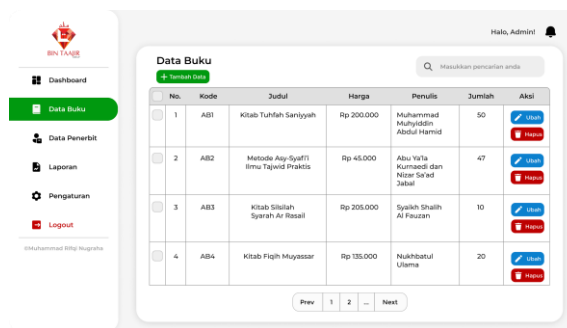 BIN TAAJIR
Halo, Admin!
Dashboard
Data Buku
Data Penerbit
Laporan
Pengaturan
Logout
©Muhammad Rifqi Nugraha
Data Buku
+ Tambah Data
Masukkan pencarian anda
No. Kode Judul Harga Penulis Jumlah Aksi
1 AB1 Kitab Tuhfah Saniyyah Rp 200.000 Muhammad Muhyiddin Abdul Hamid 50 Ubah Hapus
2 AB2 Metode Asy-Syafi'i Ilmu Tajwid Praktis Rp 45.000 Abu Ya'la Kurnaedi dan Nizar Sa'ad Jabal 47 Ubah Hapus
3 AB3 Kitab Silsilah Syarah Ar Rasail Rp 205.000 Syaikh Shalih Al Fauzan 10 Ubah Hapus
4 AB4 Kitab Fiqih Muyassar Rp 135.000 Nukhbatul Ulama 20 Ubah Hapus
Prev 1 2 ... Next